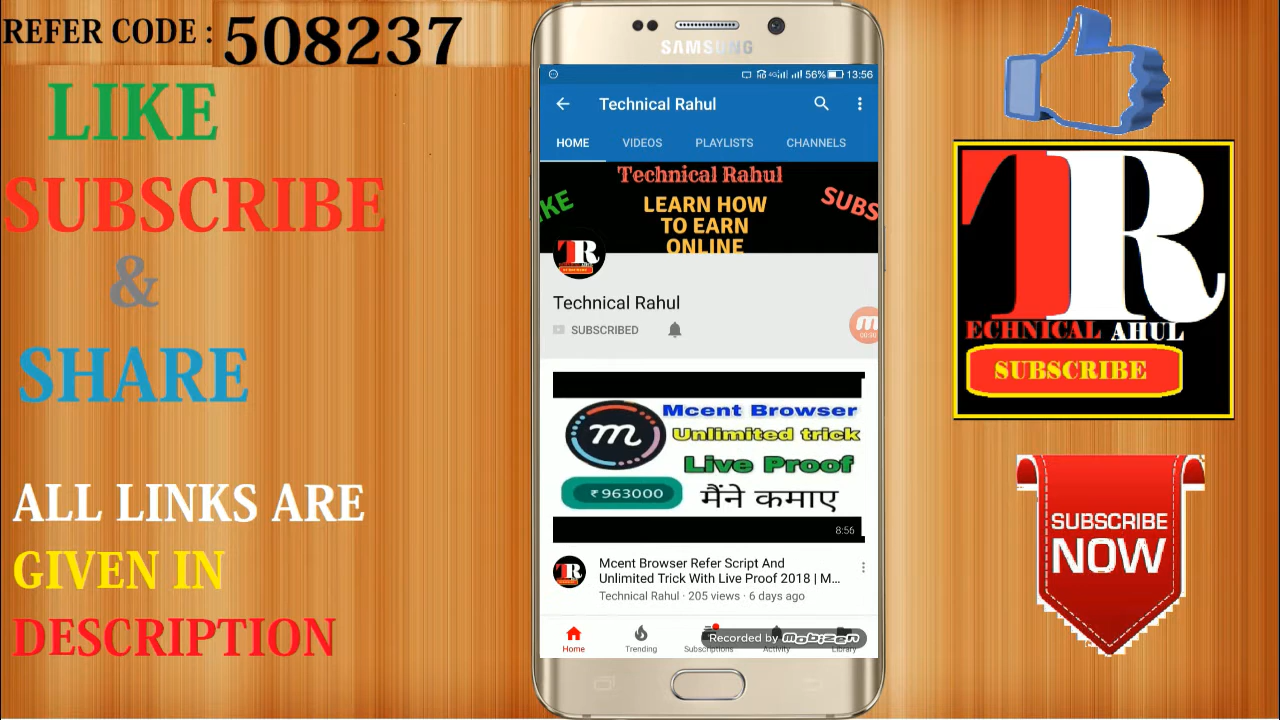 REFER CODE : 508237
LIKE
SUBSCRIBE
&
SHARE
ALL LINKS ARE
GIVEN IN
DESCRIPTION
SAMSUNG
56% 13:56
Technical Rahul
HOME VIDEOS PLAYLISTS CHANNELS
Technical Rahul
IKE
LEARN HOW
TO EARN
ONLINE
SUBS
TR
Technical Rahul
SUBSCRIBED
m
Mcent Browser
Unlimited trick
Live Proof
₹963000 मैंने कमाए
8:56
TR
Mcent Browser Refer Script And
Unlimited Trick With Live Proof 2018 | M...
Technical Rahul · 205 views · 6 days ago
Recorded by mobizen
Home Trending Subscriptions Activity Library
TR
ECHNICAL AHUL
SUBSCRIBE
SUBSCRIBE
NOW